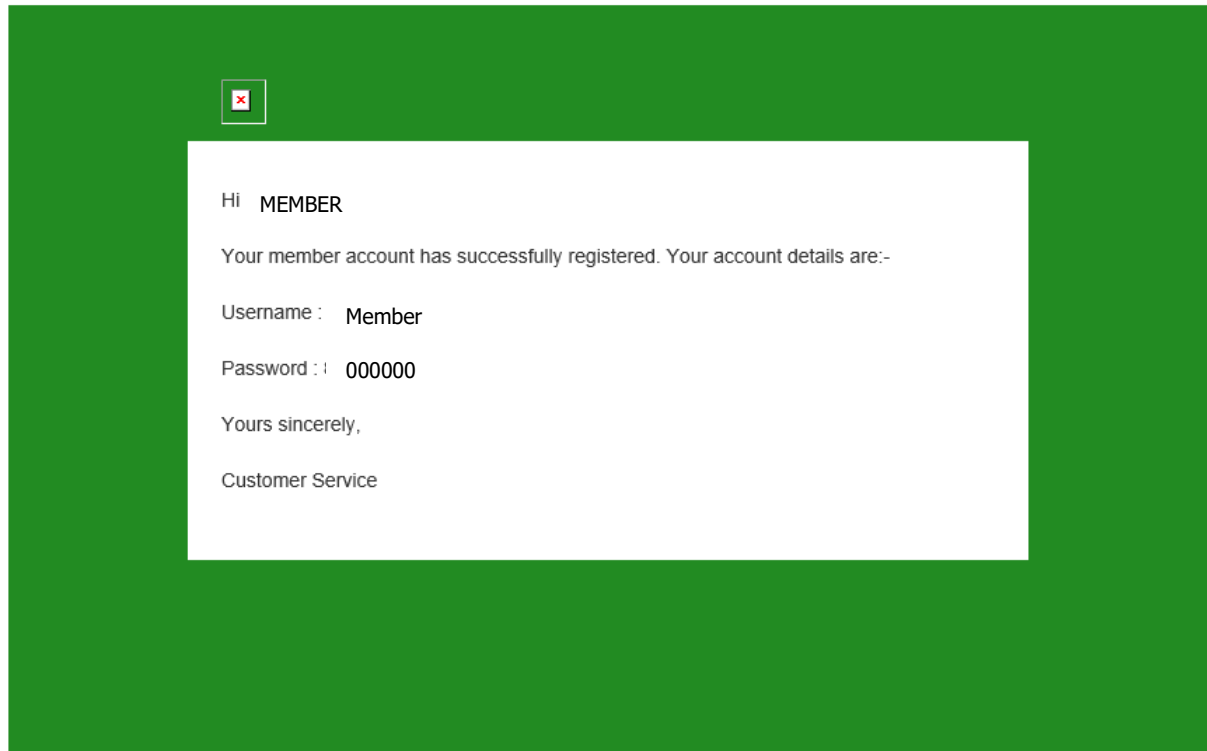 Hi MEMBER
Your member account has successfully registered. Your account details are:-
Username : Member
Password : 000000
Yours sincerely,
Customer Service